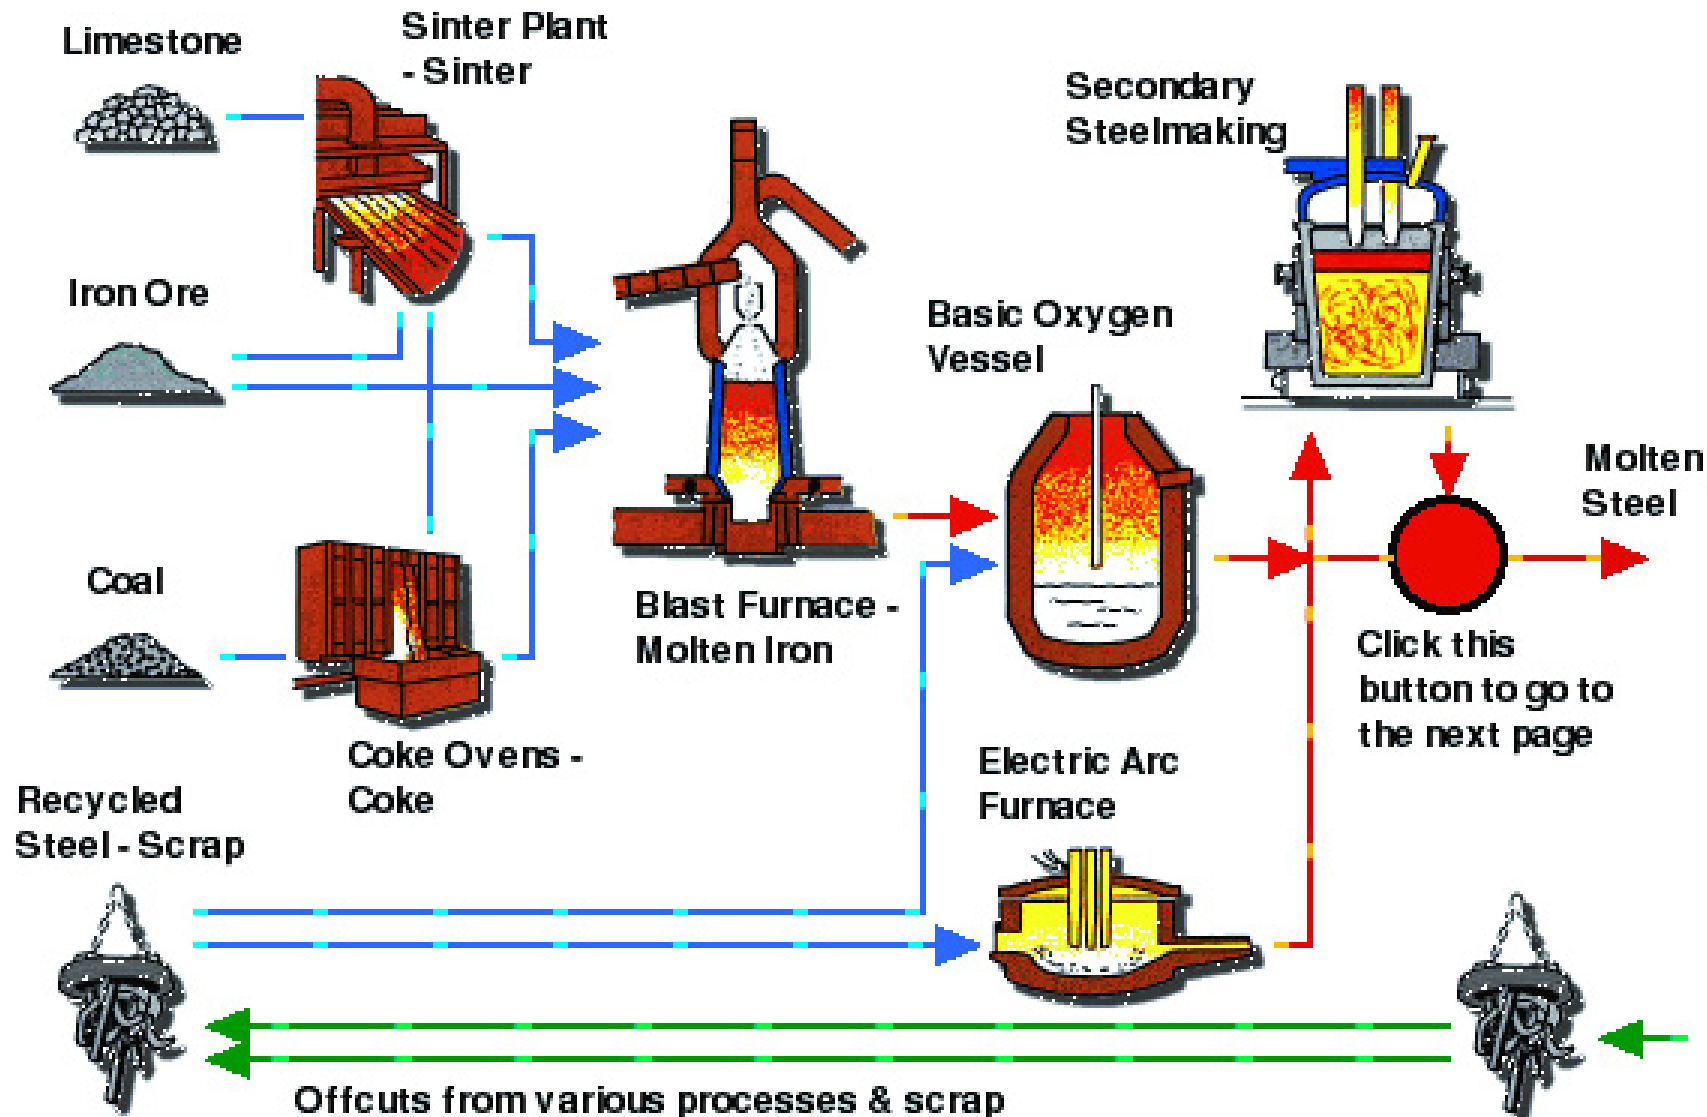 Limestone
Sinter Plant
- Sinter
Secondary
Steelmaking
Iron Ore
Basic Oxygen
Vessel
Molten
Steel
Coal
Blast Furnace -
Molten Iron
Click this
button to go to
the next page
Coke Ovens -
Coke
Electric Arc
Furnace
Recycled
Steel - Scrap
Offcuts from various processes & scrap